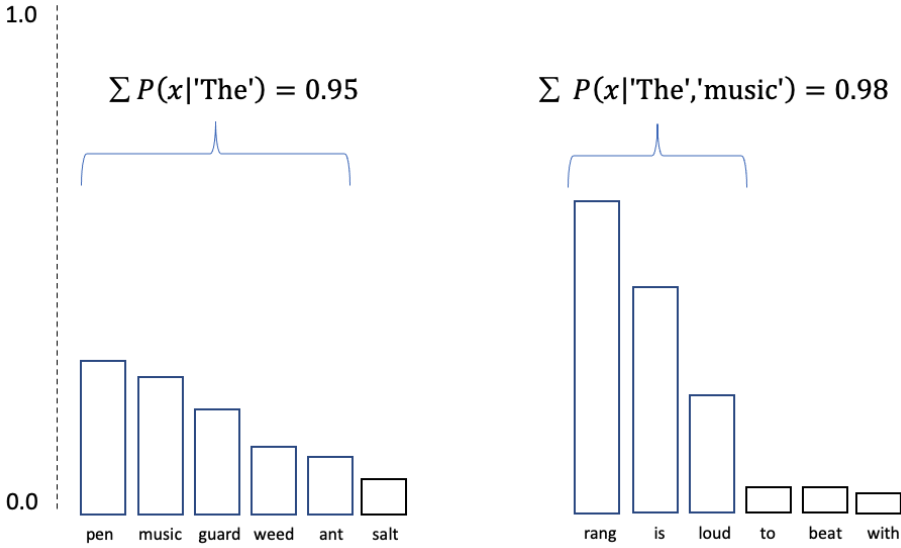 1.0
∑ P(x|'The') = 0.95
∑ P(x|'The','music') = 0.98
0.0
pen music guard weed ant salt
rang is loud to beat with